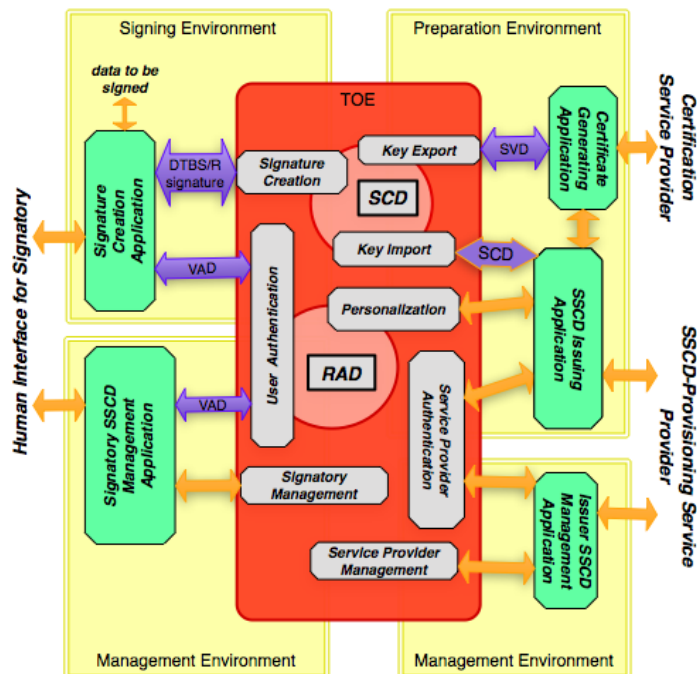 Signing Environment
Preparation Environment
data to be
signed
TOE
Signature
Creation
Application
DTBS/R
signature
Signature
Creation
Key Export
SVD
Certificate
Generating
Application
Certification
Service Provider
SCD
Key Import
SCD
VAD
User Authentication
Personalization
SSCD Issuing
Application
Human Interface for Signatory
RAD
Service Provider
Authentication
SSCD-Provisioning Service
Provider
Signatory SSCD
Management
Application
VAD
Signatory
Management
Issuer SSCD
Management
Application
Service Provider
Management
Management Environment
Management Environment